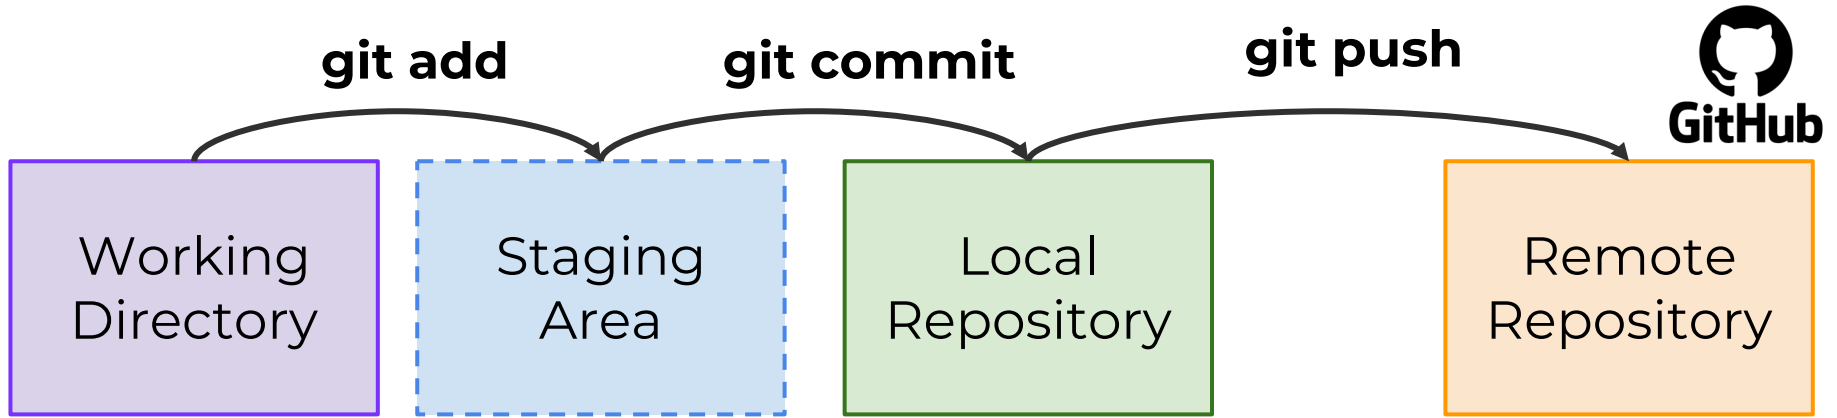 git add
git commit
git push
GitHub
Working
Directory
Staging
Area
Local
Repository
Remote
Repository